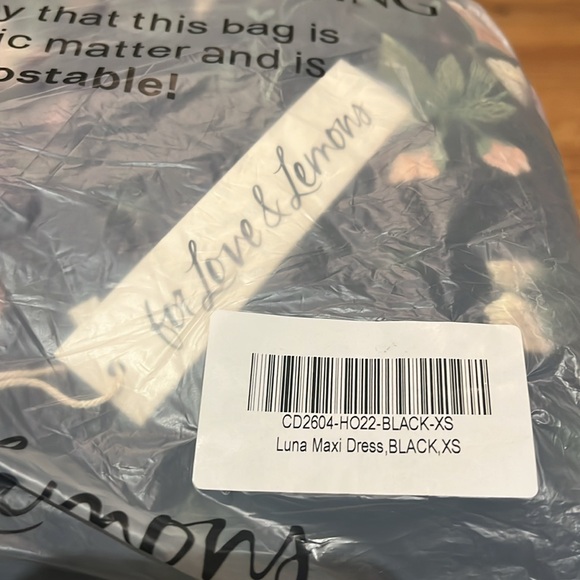 y that this bag is
ic matter and is
ostable!
for Love & Lemons
CD2604-HO22-BLACK-XS
Luna Maxi Dress,BLACK,XS
Lemons